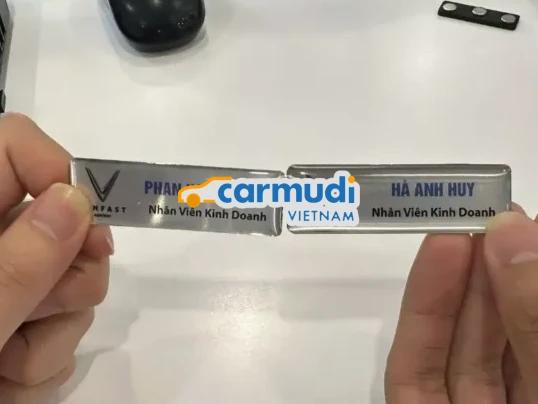 PHAN
Nhân Viên Kinh Doanh
carmudi
VIETNAM
HÀ ANH HUY
Nhân Viên Kinh Doanh